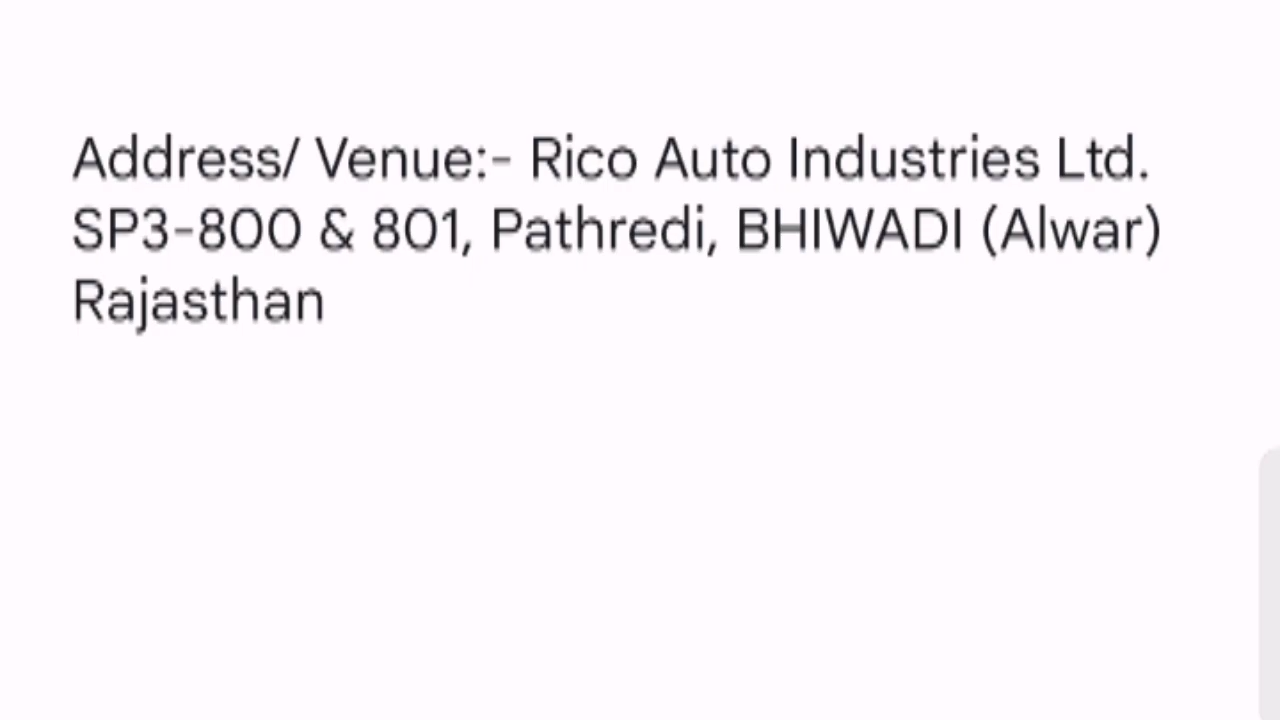 Address/ Venue:- Rico Auto Industries Ltd.
SP3-800 & 801, Pathredi, BHIWADI (Alwar)
Rajasthan